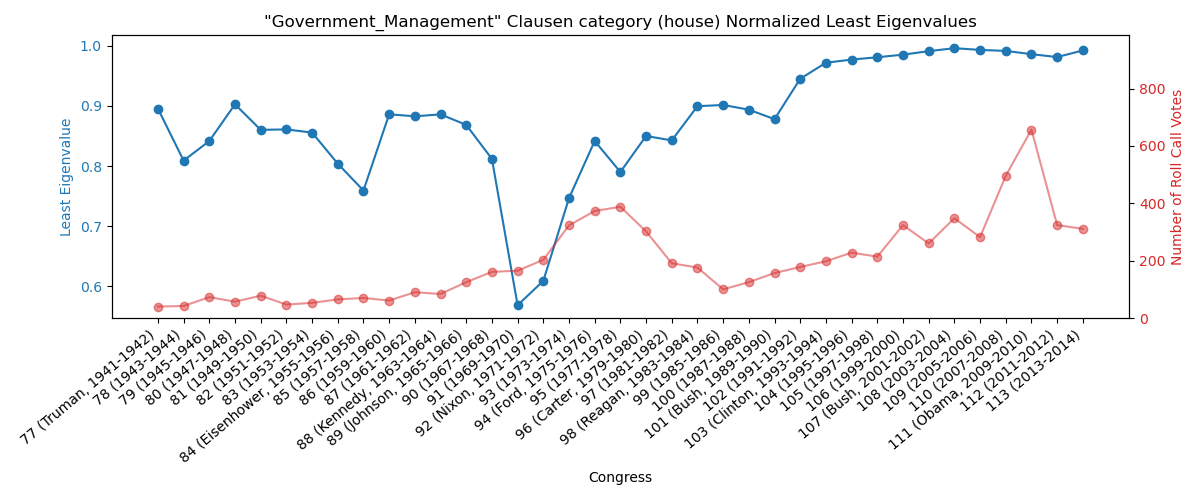 "Government_Management" Clausen category (house) Normalized Least Eigenvalues
1.0
0.9
0.8
0.7
0.6
Least Eigenvalue
800
600
400
200
0
Number of Roll Call Votes
77 (Truman, 1941-1942)
78 (1943-1944)
79 (1945-1946)
80 (1947-1948)
81 (1949-1950)
82 (1951-1952)
83 (1953-1954)
84 (Eisenhower, 1955-1956)
85 (1957-1958)
86 (1959-1960)
87 (1961-1962)
88 (Kennedy, 1963-1964)
89 (Johnson, 1965-1966)
90 (1967-1968)
91 (1969-1970)
92 (Nixon, 1971-1972)
93 (1973-1974)
94 (Ford, 1975-1976)
95 (1977-1978)
96 (Carter, 1979-1980)
97 (1981-1982)
98 (Reagan, 1983-1984)
99 (1985-1986)
100 (1987-1988)
101 (Bush, 1989-1990)
102 (1991-1992)
103 (Clinton, 1993-1994)
104 (1995-1996)
105 (1997-1998)
106 (1999-2000)
107 (Bush, 2001-2002)
108 (2003-2004)
109 (2005-2006)
110 (2007-2008)
111 (Obama, 2009-2010)
112 (2011-2012)
113 (2013-2014)
Congress